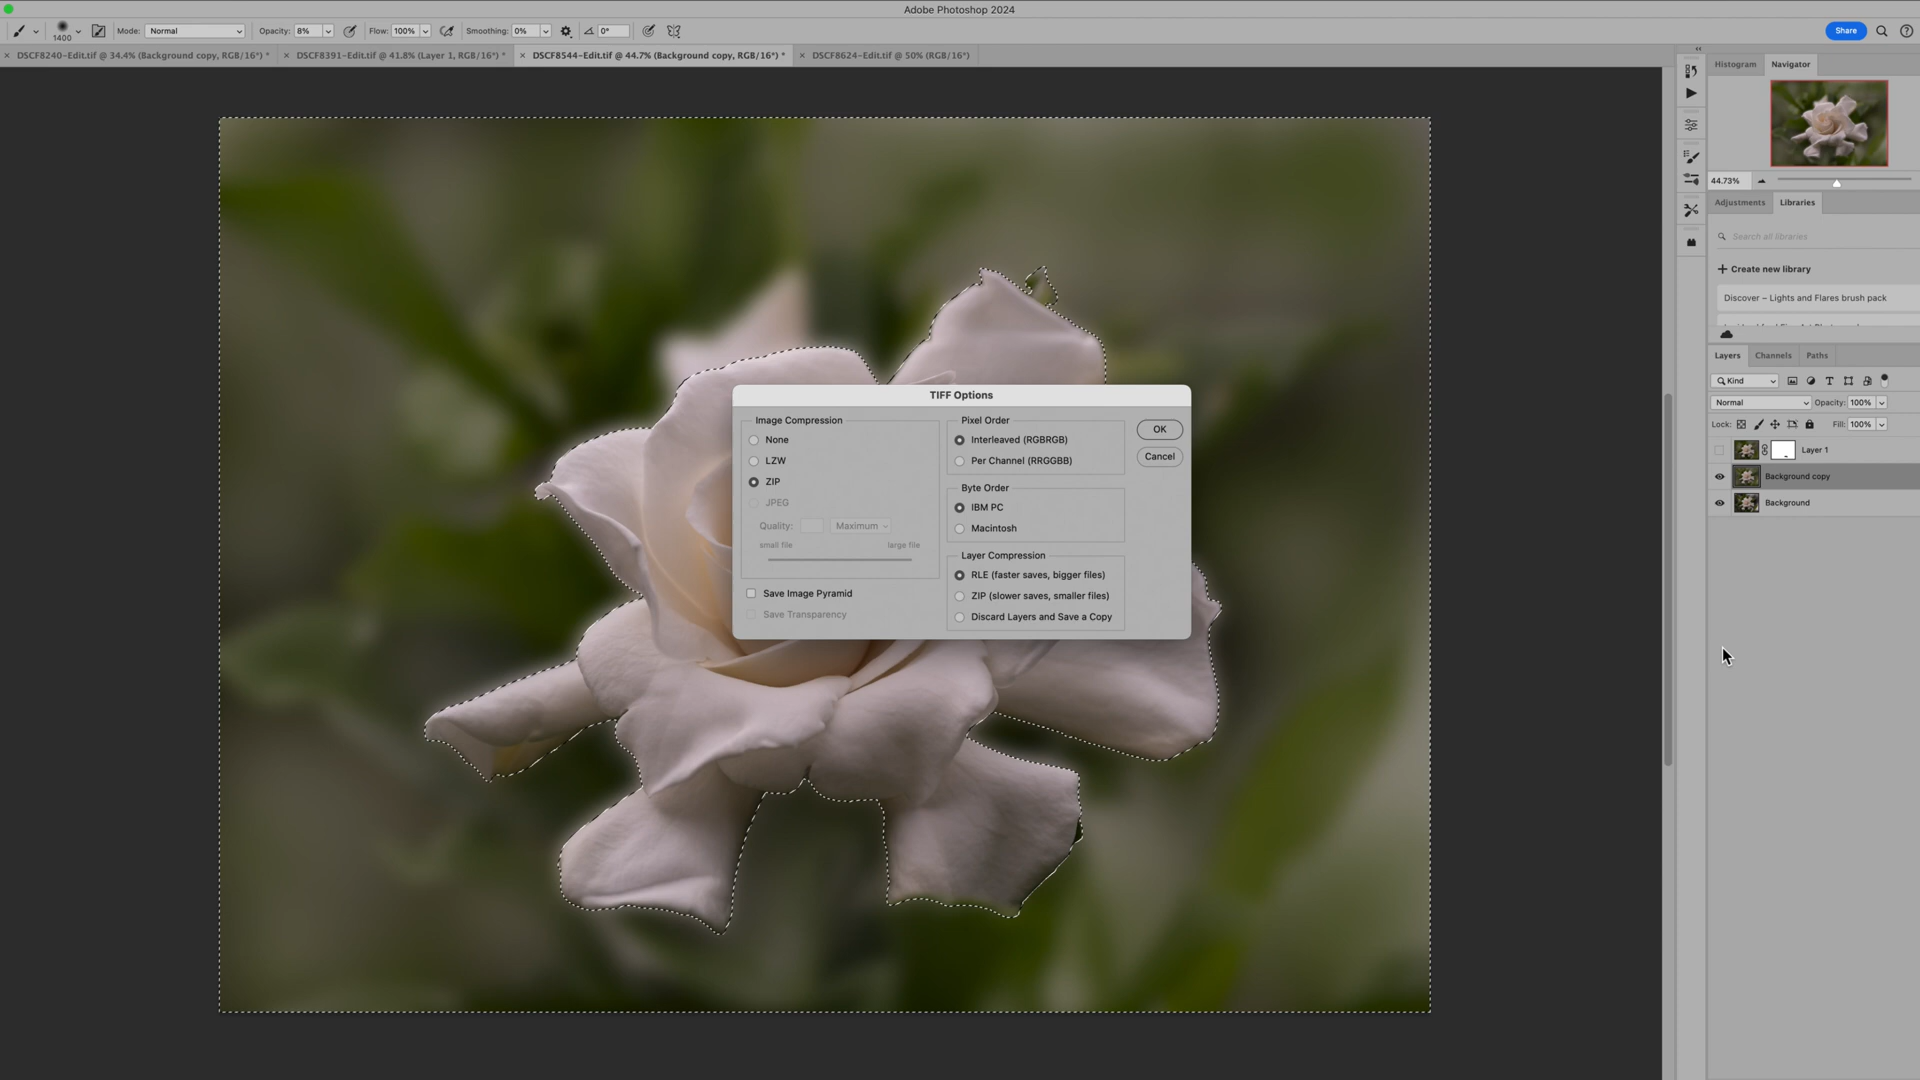 Adobe Photoshop 2024
1400
Mode: Normal
Opacity: 8%
Flow: 100%
Smoothing: 0%
0°
Share
DSCF8240-Edit.tif @ 34.4% (Background copy, RGB/16*) *
DSCF8391-Edit.tif @ 41.8% (Layer 1, RGB/16*) *
DSCF8544-Edit.tif @ 44.7% (Background copy, RGB/16*) *
DSCF8624-Edit.tif @ 50% (RGB/16*)
Histogram
Navigator
44.73%
Adjustments
Libraries
Search all libraries
Create new library
Discover – Lights and Flares brush pack
Layers
Channels
Paths
Kind
Normal
Opacity: 100%
Lock:
Fill: 100%
Layer 1
Background copy
Background
TIFF Options
Image Compression
None
LZW
ZIP
JPEG
Quality:
Maximum
small file
large file
Save Image Pyramid
Save Transparency
Pixel Order
Interleaved (RGBRGB)
Per Channel (RRGGBB)
Byte Order
IBM PC
Macintosh
Layer Compression
RLE (faster saves, bigger files)
ZIP (slower saves, smaller files)
Discard Layers and Save a Copy
OK
Cancel